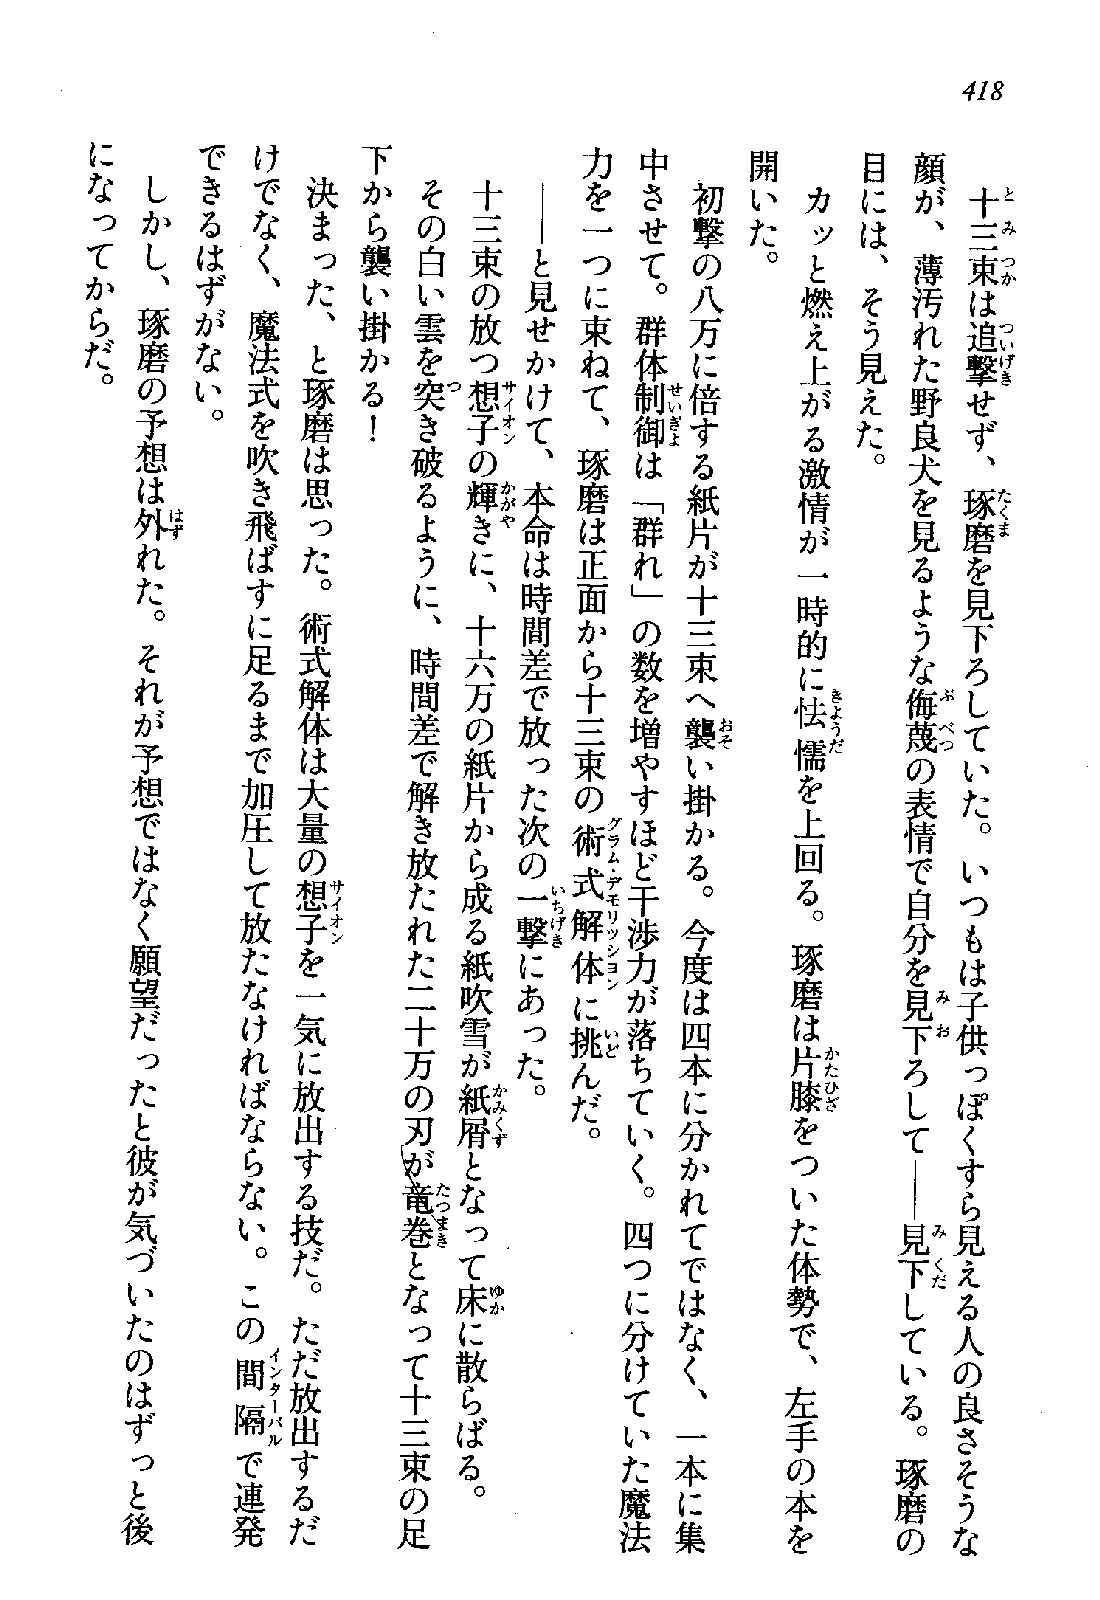 418
十三束は追撃せず、琢磨を見下ろしていた。いつもは子供っぽくすら見える人の良さそうな
顔が、薄汚れた野良犬を見るような侮蔑の表情で自分を見下ろして――見下している。琢磨の
目には、そう見えた。
カッと燃え上がる激情が一時的に怯懦を上回る。琢磨は片膝をついた体勢で、左手の本を
開いた。
初撃の八万に倍する紙片が十三束へ襲い掛かる。今度は四本に分かれてではなく、一本に集
中させて。群体制御は「群れ」の数を増やすほど干渉力が落ちていく。四つに分けていた魔法
力を一つに束ねて、琢磨は正面から十三束の術式解体に挑んだ。
――と見せかけて、本命は時間差で放った次の一撃にあった。
十三束の放つ想子の輝きに、十六万の紙片から成る紙吹雪が紙屑となって床に散らばる。
その白い雲を突き破るように、時間差で解き放たれた二十万の刃が竜巻となって十三束の足
下から襲い掛かる！
決まった、と琢磨は思った。術式解体は大量の想子を一気に放出する技だ。ただ放出するだ
けでなく、魔法式を吹き飛ばすに足るまで加圧して放たなければならない。この間隔で連発
できるはずがない。
しかし、琢磨の予想は外れた。それが予想ではなく願望だったと彼が気づいたのはずっと後
になってからだ。